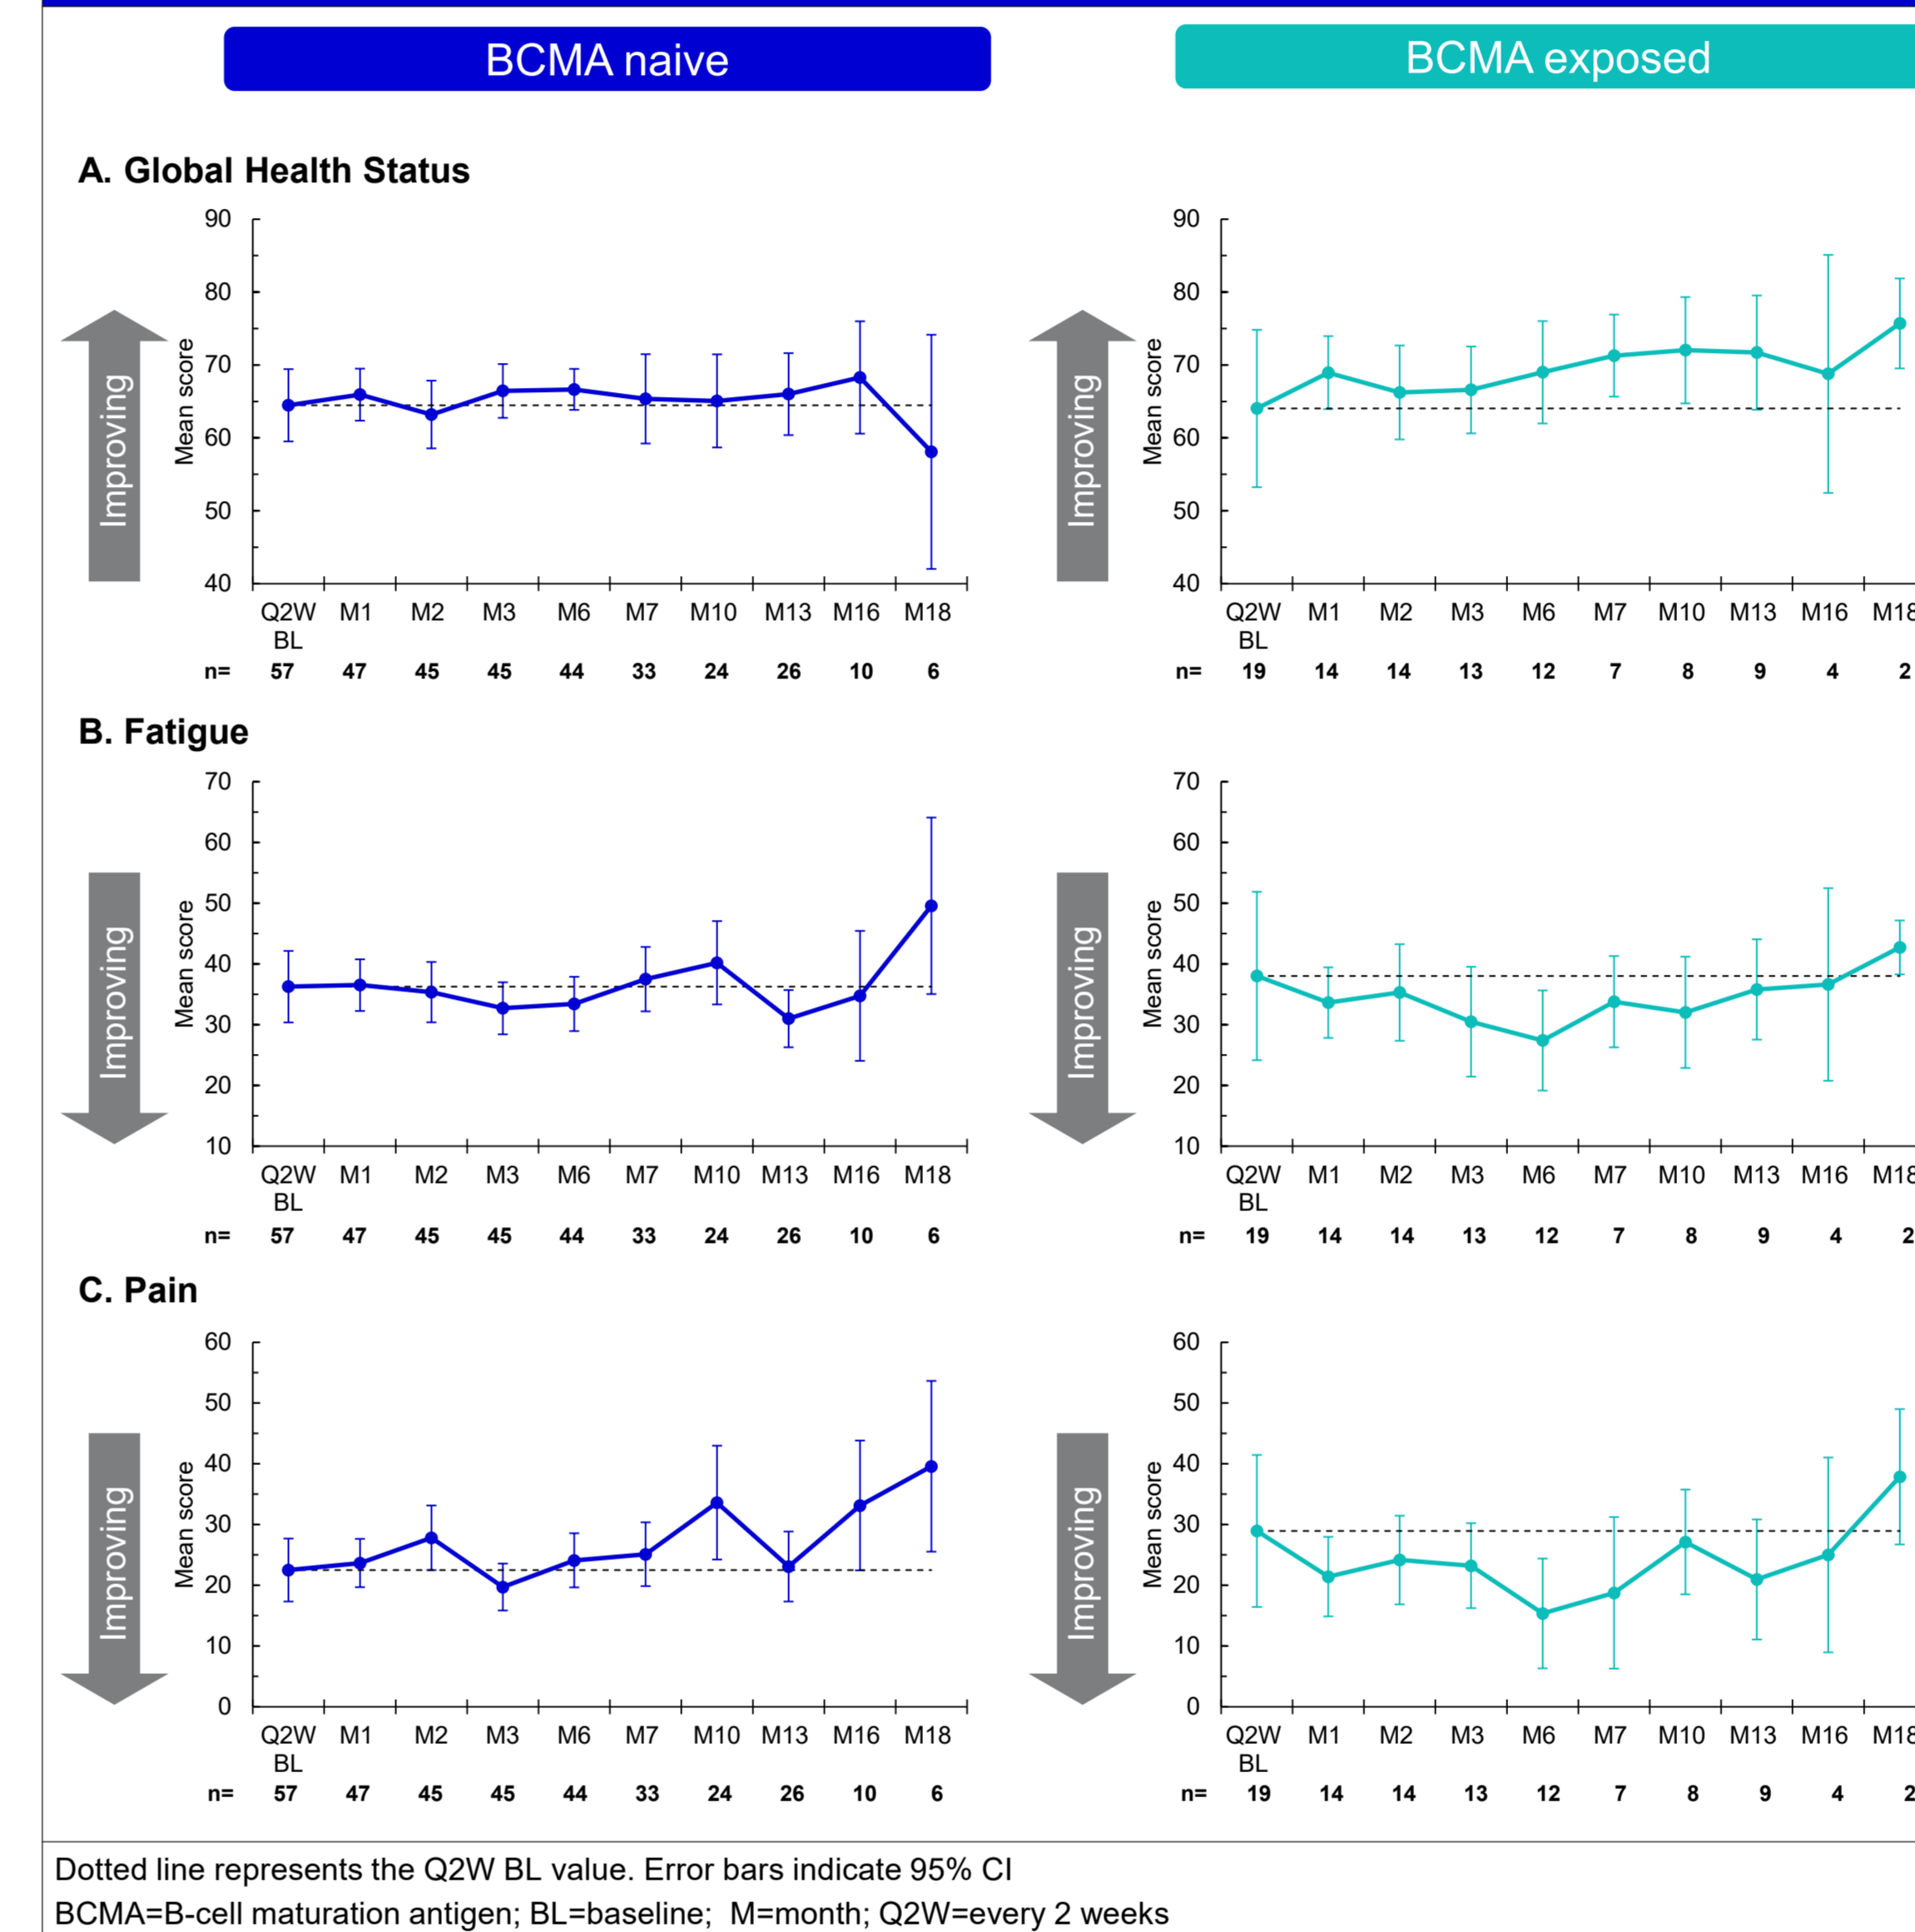 BCMA naive
BCMA exposed
A. Global Health Status
Improving
Mean score
90
80
70
60
50
40
Q2W BL M1 M2 M3 M6 M7 M10 M13 M16 M18
n= 57 47 45 45 44 33 24 26 10 6
Improving
Mean score
90
80
70
60
50
40
Q2W BL M1 M2 M3 M6 M7 M10 M13 M16 M18
n= 19 14 14 13 12 7 8 9 4 2
B. Fatigue
Improving
Mean score
70
60
50
40
30
20
10
Q2W BL M1 M2 M3 M6 M7 M10 M13 M16 M18
n= 57 47 45 45 44 33 24 26 10 6
Improving
Mean score
70
60
50
40
30
20
10
Q2W BL M1 M2 M3 M6 M7 M10 M13 M16 M18
n= 19 14 14 13 12 7 8 9 4 2
C. Pain
Improving
Mean score
60
50
40
30
20
10
0
Q2W BL M1 M2 M3 M6 M7 M10 M13 M16 M18
n= 57 47 45 45 44 33 24 26 10 6
Improving
Mean score
60
50
40
30
20
10
0
Q2W BL M1 M2 M3 M6 M7 M10 M13 M16 M18
n= 19 14 14 13 12 7 8 9 4 2
Dotted line represents the Q2W BL value. Error bars indicate 95% CI
BCMA=B-cell maturation antigen; BL=baseline; M=month; Q2W=every 2 weeks